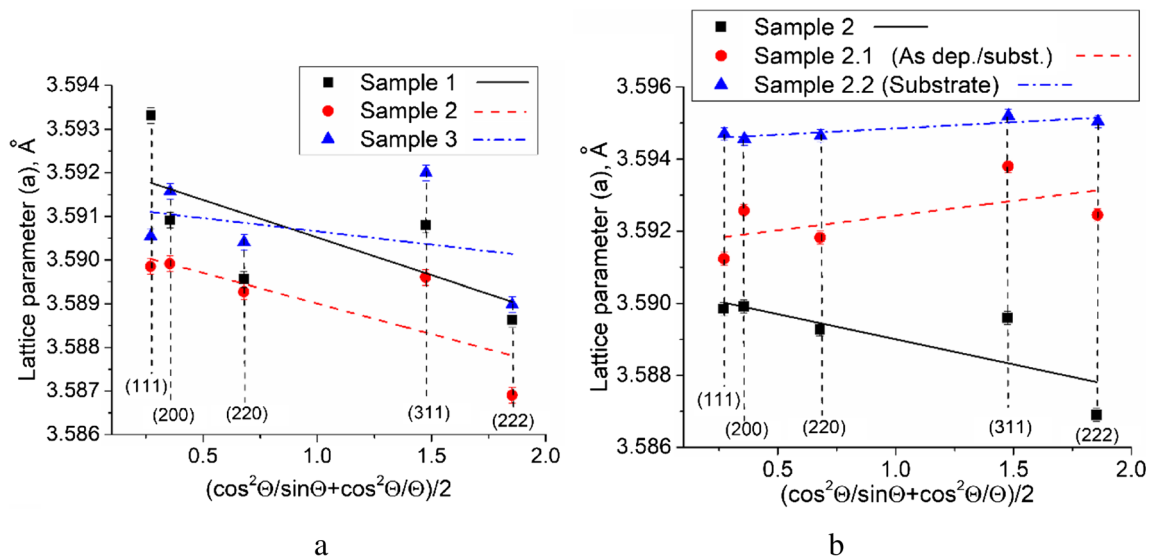 Sample 1
Sample 2
Sample 3
3.594
3.593
3.592
3.591
3.590
3.589
3.588
3.587
3.586
Lattice parameter (a), Å
(111)
(200)
(220)
(311)
(222)
0.5
1.0
1.5
2.0
(cos²Θ/sinΘ+cos²Θ/Θ)/2
a
Sample 2
Sample 2.1 (As dep./subst.)
Sample 2.2 (Substrate)
3.596
3.594
3.592
3.590
3.588
3.586
Lattice parameter (a), Å
(111)
(200)
(220)
(311)
(222)
0.5
1.0
1.5
2.0
(cos²Θ/sinΘ+cos²Θ/Θ)/2
b